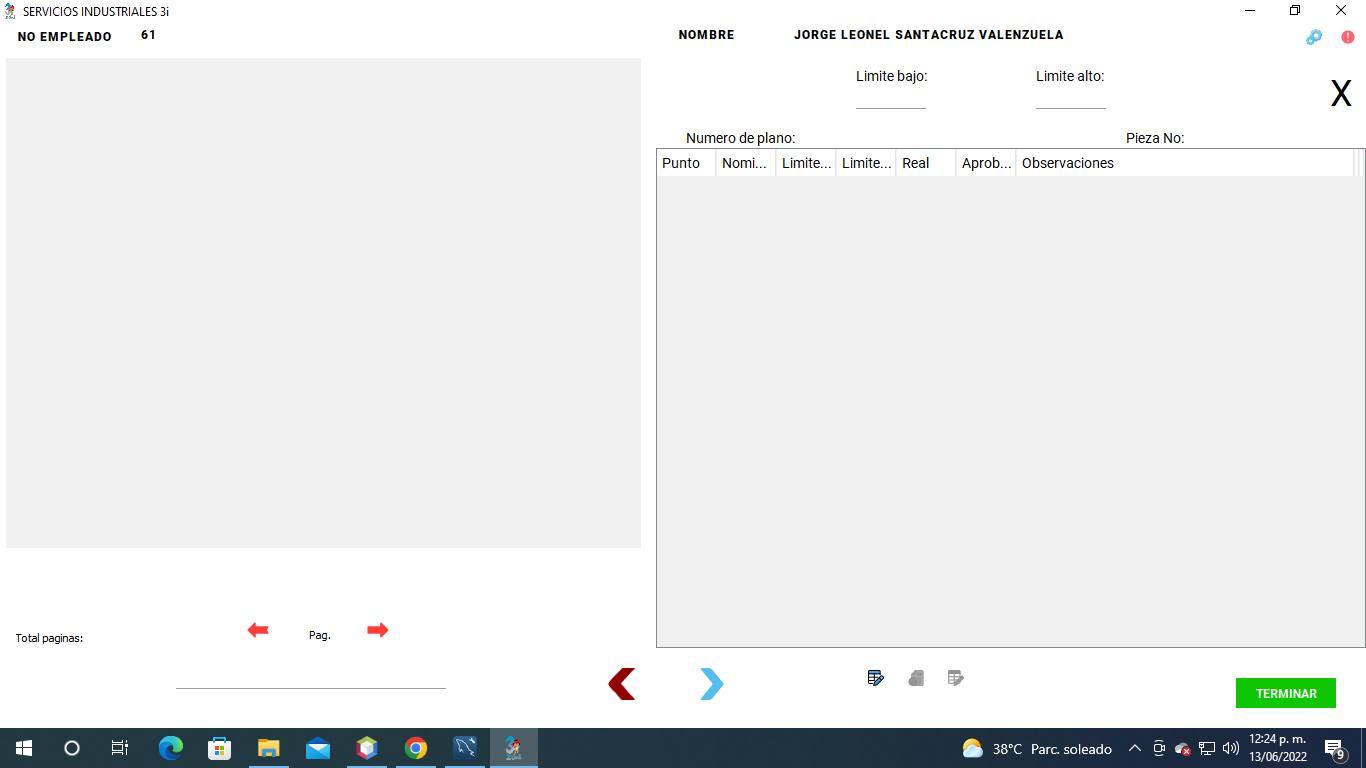 SERVICIOS INDUSTRIALES 3i
NO EMPLEADO 61 NOMBRE JORGE LEONEL SANTACRUZ VALENZUELA
Limite bajo: Limite alto:
X
Numero de plano: Pieza No:
Punto Nomi... Limite... Limite... Real Aprob... Observaciones
Total paginas: Pag.
TERMINAR
38°C Parc. soleado 12:24 p. m.
13/06/2022
9